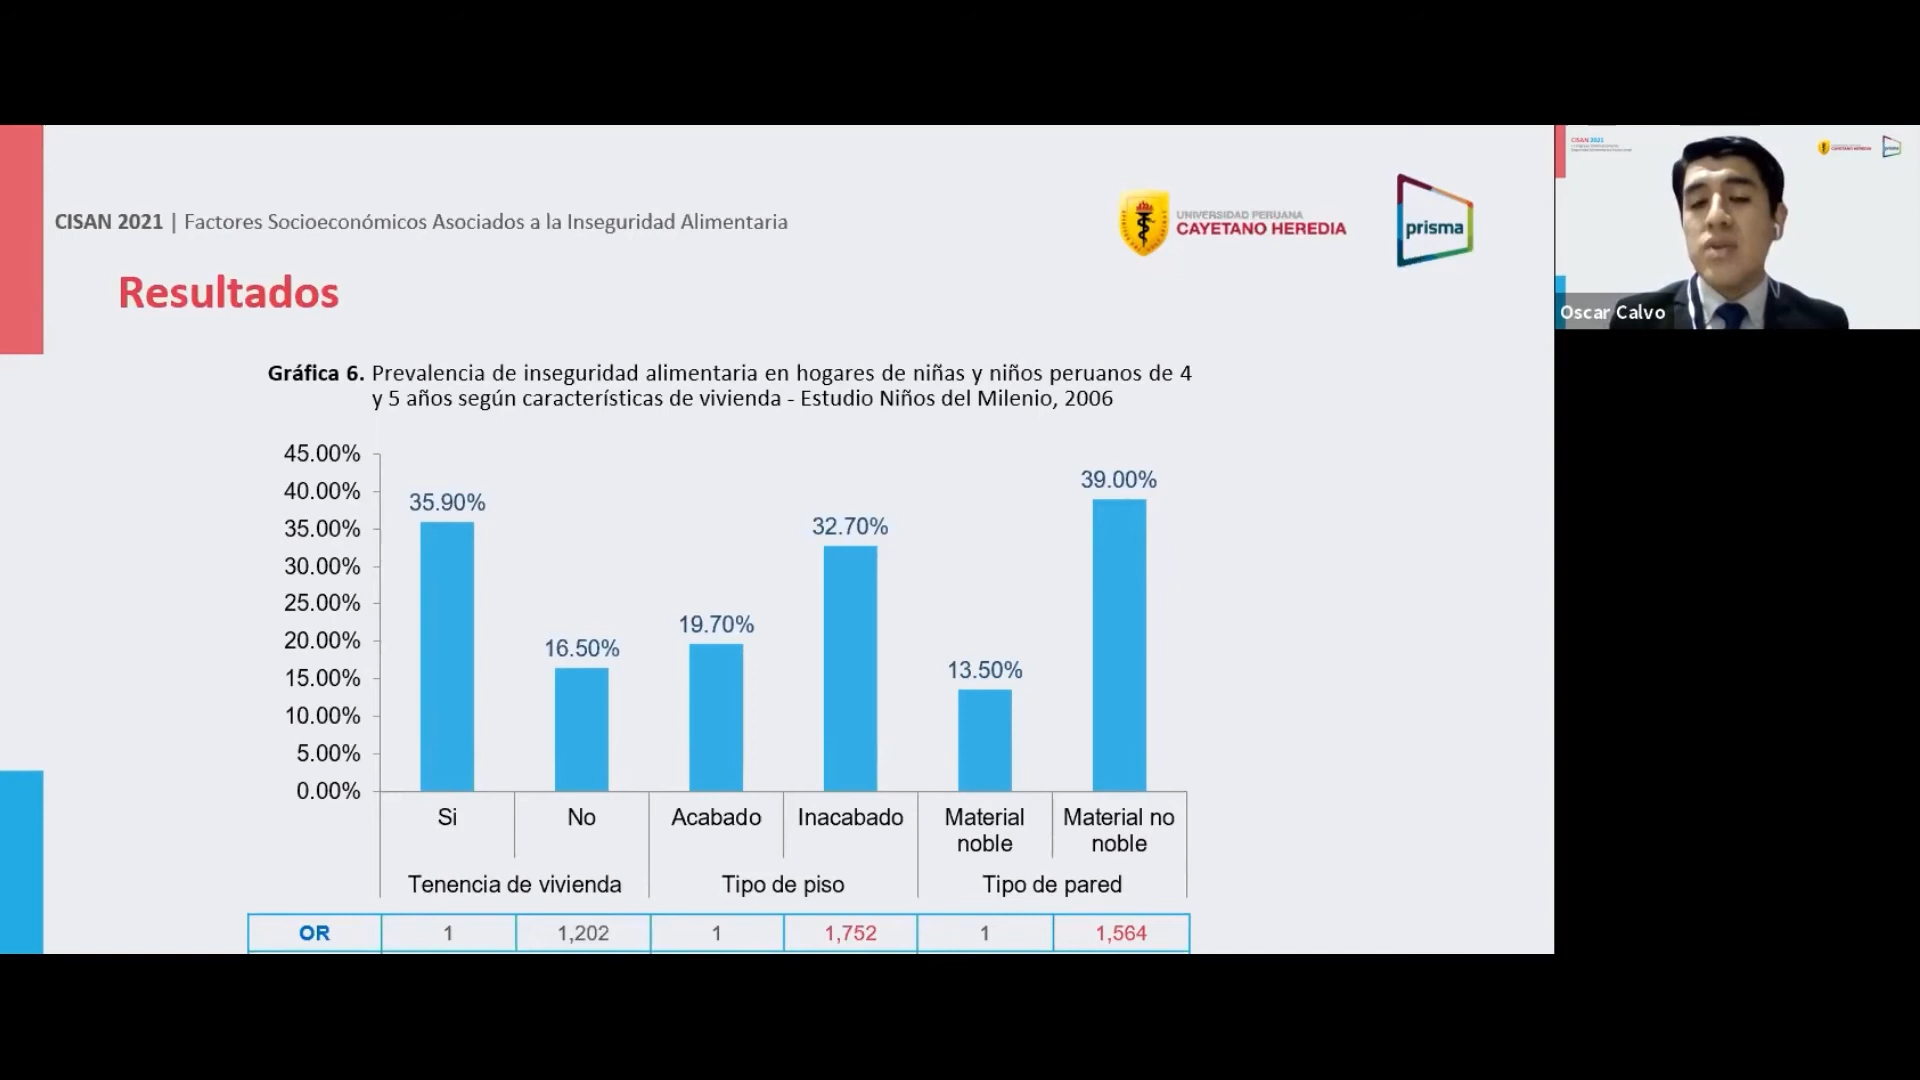 CISAN 2021 | Factores Socioeconómicos Asociados a la Inseguridad Alimentaria
UNIVERSIDAD PERUANA
CAYETANO HEREDIA
prisma
Resultados
Gráfica 6. Prevalencia de inseguridad alimentaria en hogares de niñas y niños peruanos de 4
y 5 años según características de vivienda - Estudio Niños del Milenio, 2006
45.00%
40.00%
35.00%
30.00%
25.00%
20.00%
15.00%
10.00%
5.00%
0.00%
35.90%
16.50%
19.70%
32.70%
13.50%
39.00%
Si
No
Acabado
Inacabado
Material
noble
Material no
noble
Tenencia de vivienda
Tipo de piso
Tipo de pared
OR 1 1,202 1 1,752 1 1,564
CISAN 2021
CAYETANO HEREDIA
Oscar Calvo